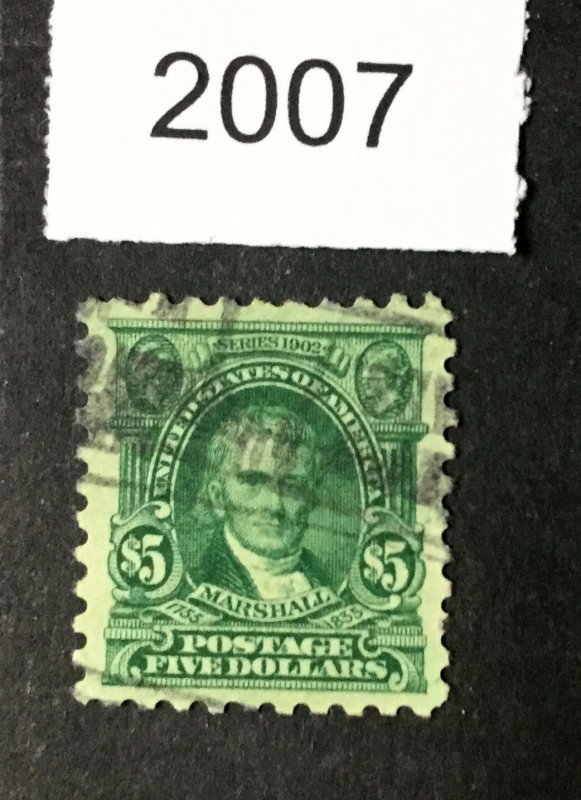 2007
SERIES 1902
UNITED STATES OF AMERICA
$5 $5
MARSHALL
1755 1835
POSTAGE
FIVE DOLLARS